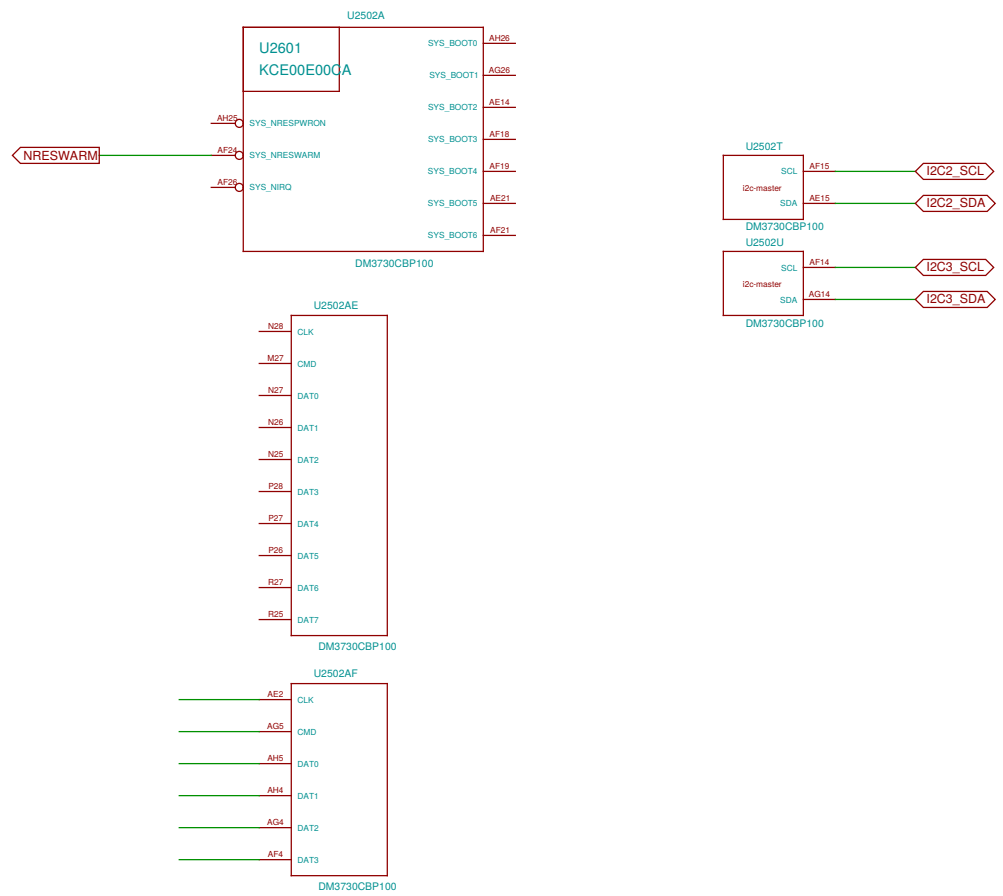 U2502A
U2601
KCE00E00CA
SYS_BOOT0 AH26
SYS_BOOT1 AG26
SYS_BOOT2 AE14
AH25 SYS_NRESPWRON
SYS_BOOT3 AF18
NRESWARM AF24 SYS_NRESWARM
SYS_BOOT4 AF19
AF26 SYS_NIRQ
SYS_BOOT5 AE21
SYS_BOOT6 AF21
DM3730CBP100
U2502T
SCL AF15 I2C2_SCL
i2c-master
SDA AE15 I2C2_SDA
DM3730CBP100
U2502U
SCL AF14 I2C3_SCL
i2c-master
SDA AG14 I2C3_SDA
DM3730CBP100
U2502AE
N28 CLK
M27 CMD
N27 DAT0
N26 DAT1
N25 DAT2
P28 DAT3
P27 DAT4
P26 DAT5
R27 DAT6
R25 DAT7
DM3730CBP100
U2502AF
AE2 CLK
AG5 CMD
AH5 DAT0
AH4 DAT1
AG4 DAT2
AF4 DAT3
DM3730CBP100